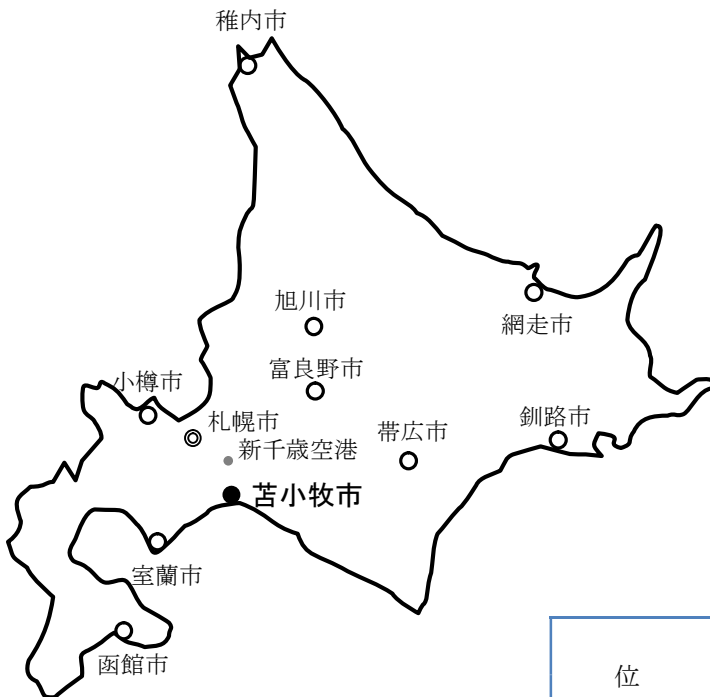 稚内市
旭川市
網走市
富良野市
小樽市
札幌市
帯広市
釧路市
新千歳空港
苫小牧市
室蘭市
函館市
位